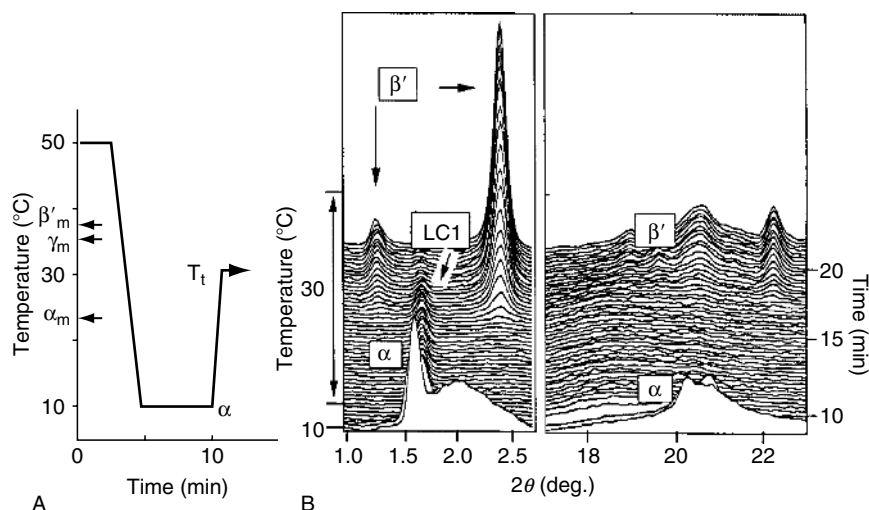 Temperature (°C)
50
β′m
γm
30
αm
10
Tt
α
0
10
Time (min)
A
Temperature (°C)
30
10
β′
LC1
α
1.0
1.5
2.0
2.5
β′
α
18
20
22
2θ (deg.)
20
15
10
Time (min)
B